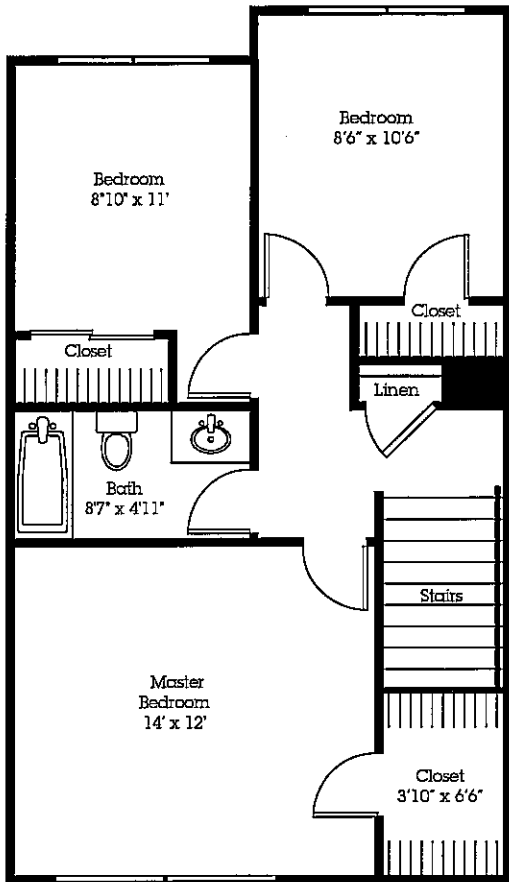 Bedroom
8'6" x 10'6"
Bedroom
8"10" x 11'
Closet
Closet
Linen
Bath
8'7" x 4'11"
Stairs
Master
Bedroom
14' x 12'
Closet
3'10" x 6'6"